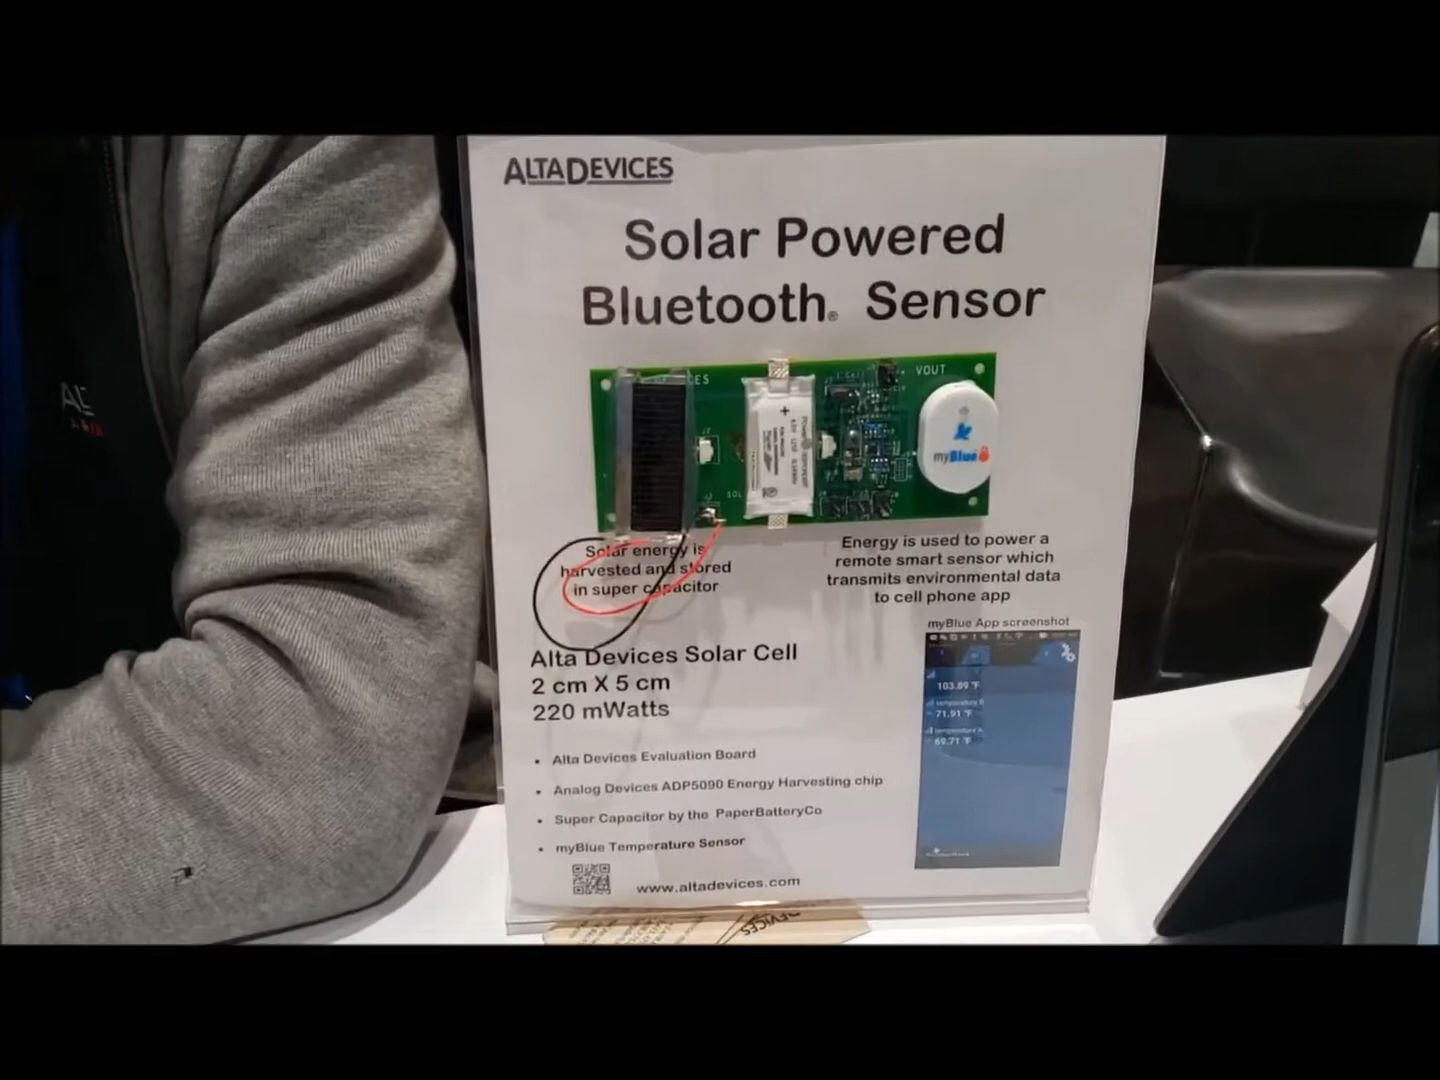 ALTADEVICES
Solar Powered
Bluetooth® Sensor
VOUT
myBlue
Solar energy is
harvested and stored
in super capacitor
Energy is used to power a
remote smart sensor which
transmits environmental data
to cell phone app
myBlue App screenshot
103.89 °F
71.91 °F
69.71 °F
Alta Devices Solar Cell
2 cm X 5 cm
220 mWatts
• Alta Devices Evaluation Board
• Analog Devices ADP5090 Energy Harvesting chip
• Super Capacitor by the PaperBatteryCo
• myBlue Temperature Sensor
www.altadevices.com